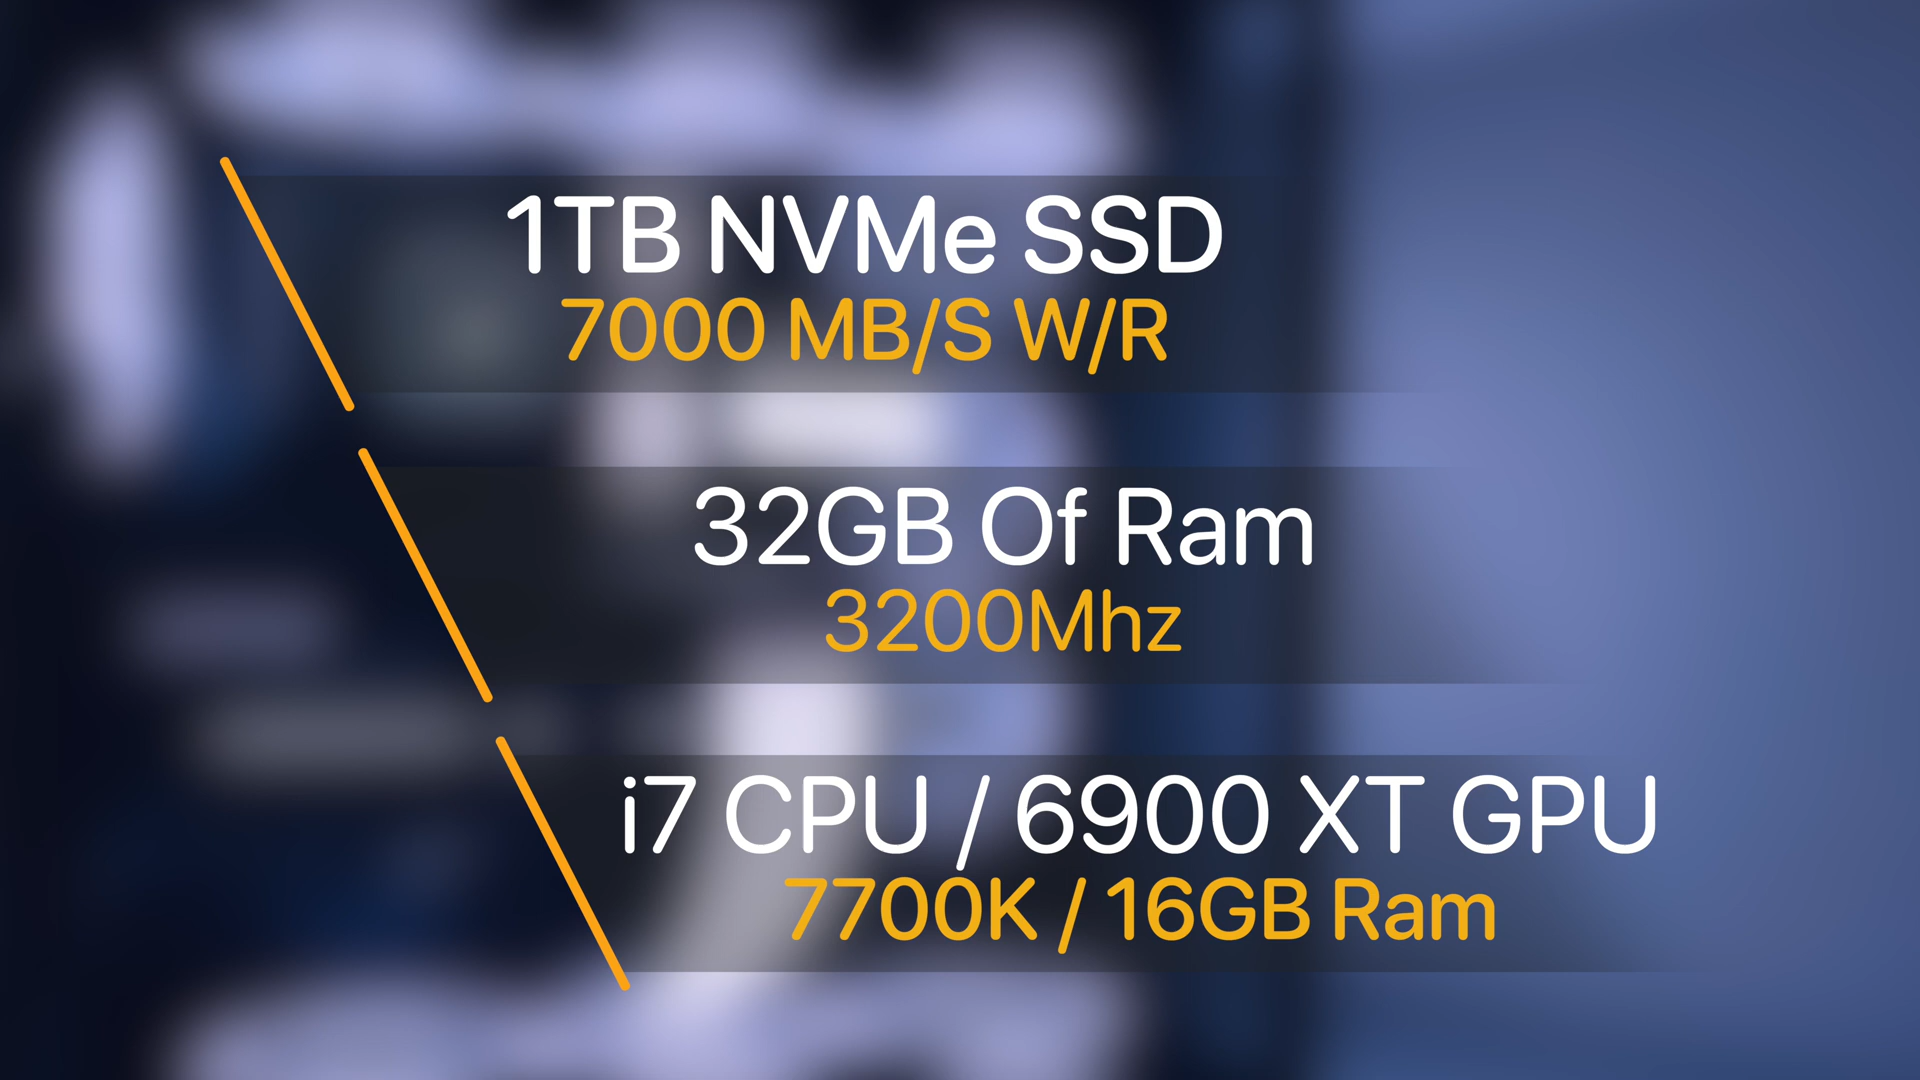 1TB NVMe SSD
7000 MB/S W/R
32GB Of Ram
3200Mhz
i7 CPU / 6900 XT GPU
7700K / 16GB Ram